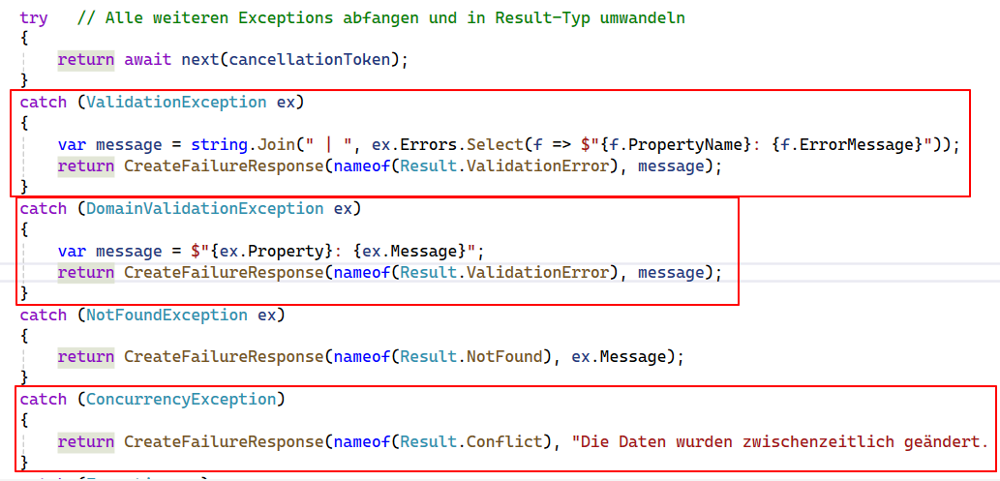 try   // Alle weiteren Exceptions abfangen und in Result-Typ umwandeln
{
    return await next(cancellationToken);
}
catch (ValidationException ex)
{
    var message = string.Join(" | ", ex.Errors.Select(f => $"{f.PropertyName}: {f.ErrorMessage}"));
    return CreateFailureResponse(nameof(Result.ValidationError), message);
}
catch (DomainValidationException ex)
{
    var message = $"{ex.Property}: {ex.Message}";
    return CreateFailureResponse(nameof(Result.ValidationError), message);
}
catch (NotFoundException ex)
{
    return CreateFailureResponse(nameof(Result.NotFound), ex.Message);
}
catch (ConcurrencyException)
{
    return CreateFailureResponse(nameof(Result.Conflict), "Die Daten wurden zwischenzeitlich geändert.
}